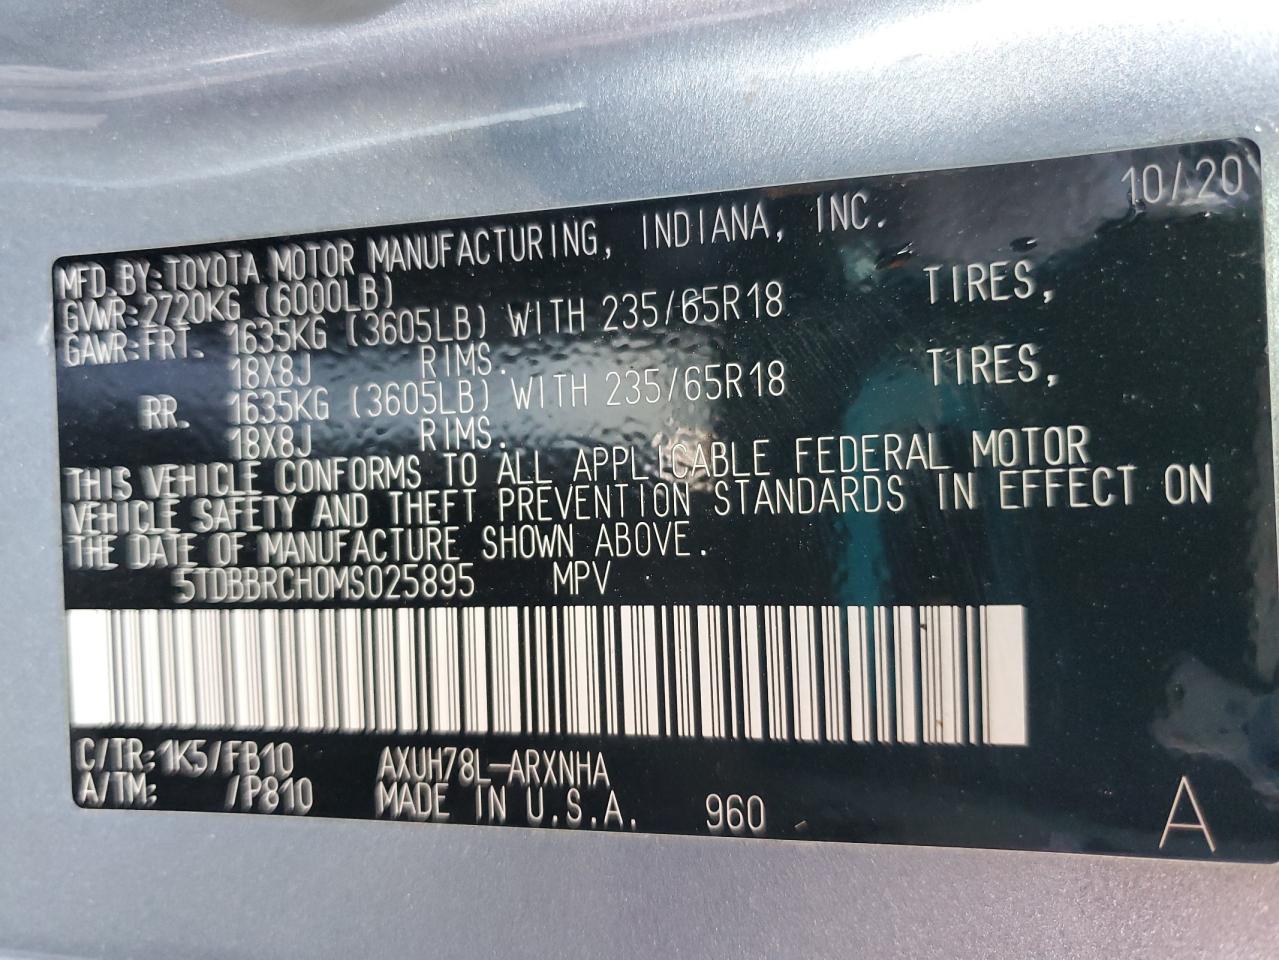 10/20
MFD.BY:TOYOTA MOTOR MANUFACTURING, INDIANA, INC.
GVWR:2720KG (6000LB)
GAWR:FRT. 1635KG (3605LB) WITH 235/65R18 TIRES,
18X8J RIMS.
RR. 1635KG (3605LB) WITH 235/65R18 TIRES,
18X8J RIMS.
THIS VEHICLE CONFORMS TO ALL APPLICABLE FEDERAL MOTOR
VEHICLE SAFETY AND THEFT PREVENTION STANDARDS IN EFFECT ON
THE DATE OF MANUFACTURE SHOWN ABOVE.
5TDBBRCH0MS025895 MPV
C/TR:1K5/FB10 AXUH78L-ARXNHA
A/TM: /P810 MADE IN U.S.A. 960
A